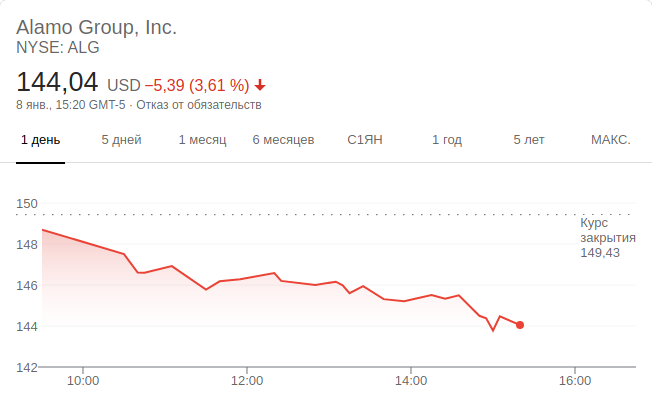 Alamo Group, Inc.
NYSE: ALG
144,04 USD −5,39 (3,61 %)
8 янв., 15:20 GMT-5 · Отказ от обязательств
1 день 5 дней 1 месяц 6 месяцев С1ЯН 1 год 5 лет МАКС.
150
Курс
закрытия
149,43
148
146
144
142
10:00 12:00 14:00 16:00